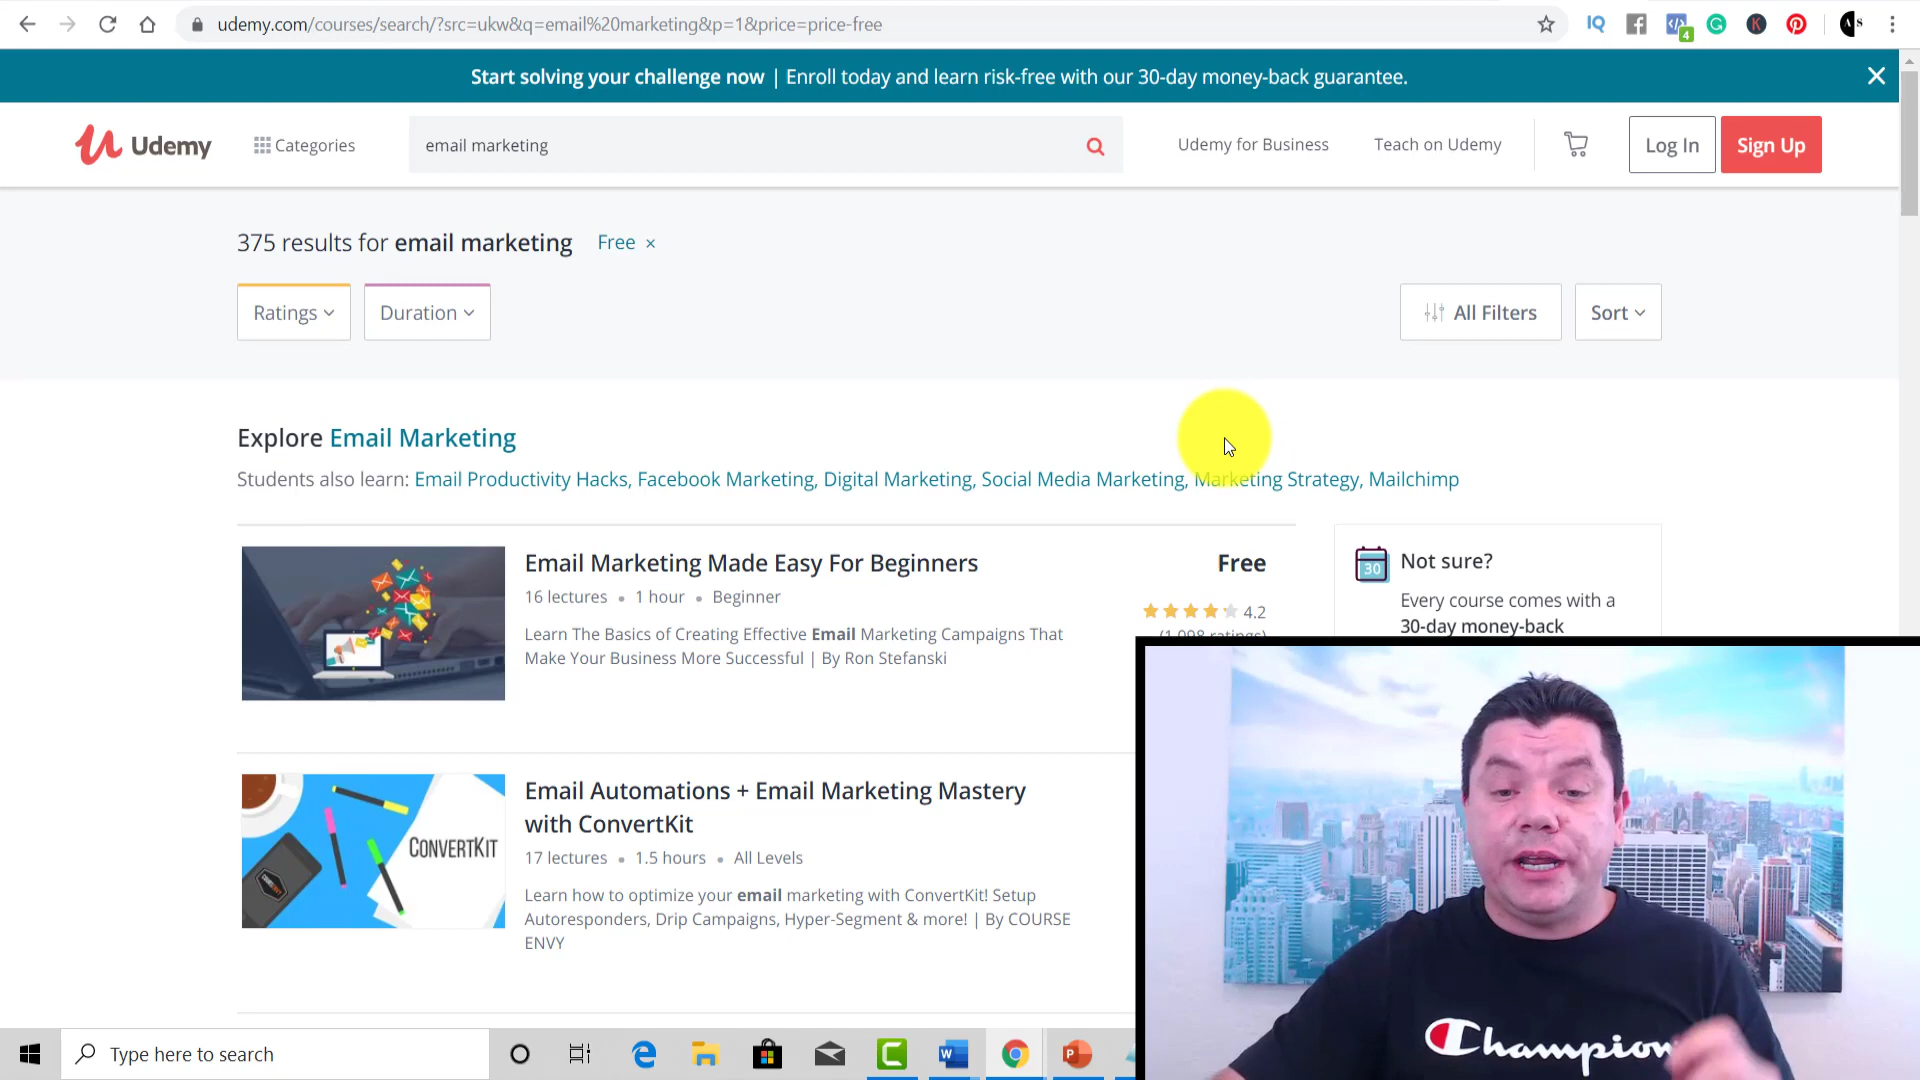 udemy.com/courses/search/?src=ukw&q=email%20marketing&p=1&price=price-free
4
Start solving your challenge now | Enroll today and learn risk-free with our 30-day money-back guarantee.
Udemy
Categories
email marketing
Udemy for Business
Teach on Udemy
Log In
Sign Up
375 results for email marketing
Free ×
Ratings
Duration
All Filters
Sort
Explore Email Marketing
Students also learn: Email Productivity Hacks, Facebook Marketing, Digital Marketing, Social Media Marketing, Marketing Strategy, Mailchimp
Email Marketing Made Easy For Beginners
Free
16 lectures • 1 hour • Beginner
4.2
(1,098 ratings)
Learn The Basics of Creating Effective Email Marketing Campaigns That
Make Your Business More Successful | By Ron Stefanski
30
Not sure?
Every course comes with a
30-day money-back
Email Automations + Email Marketing Mastery
with ConvertKit
17 lectures • 1.5 hours • All Levels
Learn how to optimize your email marketing with ConvertKit! Setup
Autoresponders, Drip Campaigns, Hyper-Segment & more! | By COURSE
ENVY
CONVERTKIT
Champion
Type here to search